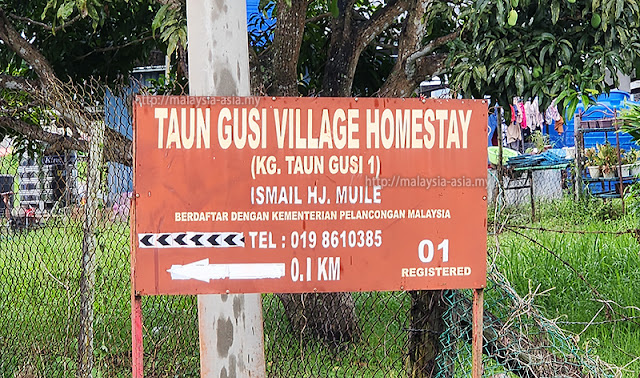 http://malaysia-asia.my
TAUN GUSI VILLAGE HOMESTAY
(KG. TAUN GUSI 1)
http://malaysia-asia.my
ISMAIL HJ. MUILE
BERDAFTAR DENGAN KEMENTERIAN PELANCONGAN MALAYSIA
TEL : 019 8610385
0.1 KM
01
REGISTERED